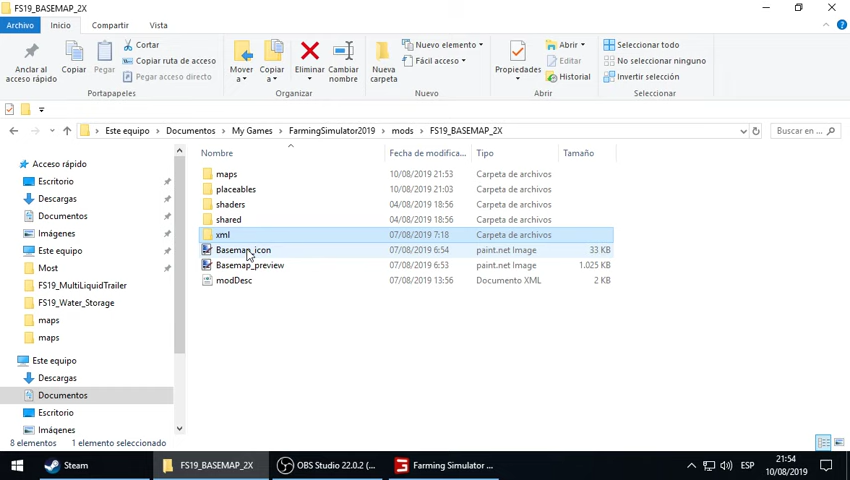 FS19_BASEMAP_2X
Archivo Inicio Compartir Vista
Anclar al acceso rápido
Copiar
Pegar
Cortar
Copiar ruta de acceso
Pegar acceso directo
Portapapeles
Mover a
Copiar a
Eliminar
Cambiar nombre
Organizar
Nueva carpeta
Nuevo elemento
Fácil acceso
Nuevo
Propiedades
Abrir
Editar
Historial
Abrir
Seleccionar todo
No seleccionar ninguno
Invertir selección
Seleccionar
Este equipo Documentos My Games FarmingSimulator2019 mods FS19_BASEMAP_2X
Buscar en ...
Nombre Fecha de modifica... Tipo Tamaño
maps 10/08/2019 21:53 Carpeta de archivos
placeables 10/08/2019 21:03 Carpeta de archivos
shaders 04/08/2019 18:56 Carpeta de archivos
shared 04/08/2019 18:56 Carpeta de archivos
xml 07/08/2019 7:18 Carpeta de archivos
Basemap_icon 07/08/2019 6:54 paint.net Image 33 KB
Basemap_preview 07/08/2019 6:53 paint.net Image 1.025 KB
modDesc 07/08/2019 13:56 Documento XML 2 KB
Acceso rápido
Escritorio
Descargas
Documentos
Imágenes
Este equipo
Most
FS19_MultiLiquidTrailer
FS19_Water_Storage
maps
maps
Este equipo
Descargas
Documentos
Escritorio
Imágenes
8 elementos 1 elemento seleccionado
Steam
FS19_BASEMAP_2X
OBS Studio 22.0.2 (...
Farming Simulator ...
ESP
21:54
10/08/2019